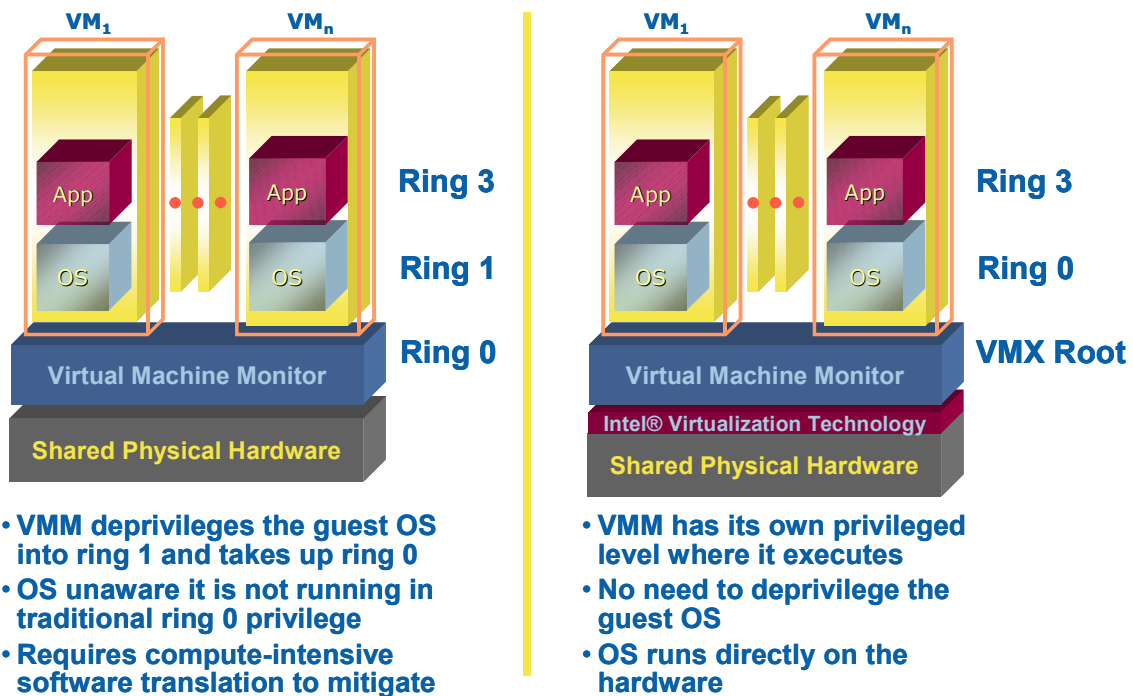 VM1
VMn
App
App
Ring 3
OS
OS
Ring 1
Ring 0
Virtual Machine Monitor
Shared Physical Hardware
• VMM deprivileges the guest OS
into ring 1 and takes up ring 0
• OS unaware it is not running in
traditional ring 0 privilege
• Requires compute-intensive
software translation to mitigate
VM1
VMn
App
App
Ring 3
OS
OS
Ring 0
VMX Root
Virtual Machine Monitor
Intel® Virtualization Technology
Shared Physical Hardware
• VMM has its own privileged
level where it executes
• No need to deprivilege the
guest OS
• OS runs directly on the
hardware